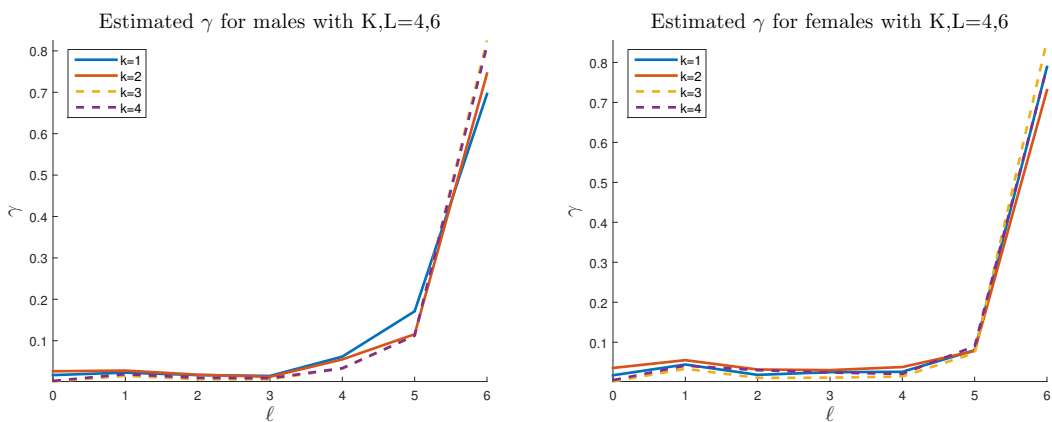 Estimated γ for males with K,L=4,6
0.8
0.7
0.6
0.5
0.4
0.3
0.2
0.1
γ
k=1
k=2
k=3
k=4
0 1 2 3 4 5 6
ℓ
Estimated γ for females with K,L=4,6
0.8
0.7
0.6
0.5
0.4
0.3
0.2
0.1
γ
k=1
k=2
k=3
k=4
0 1 2 3 4 5 6
ℓ